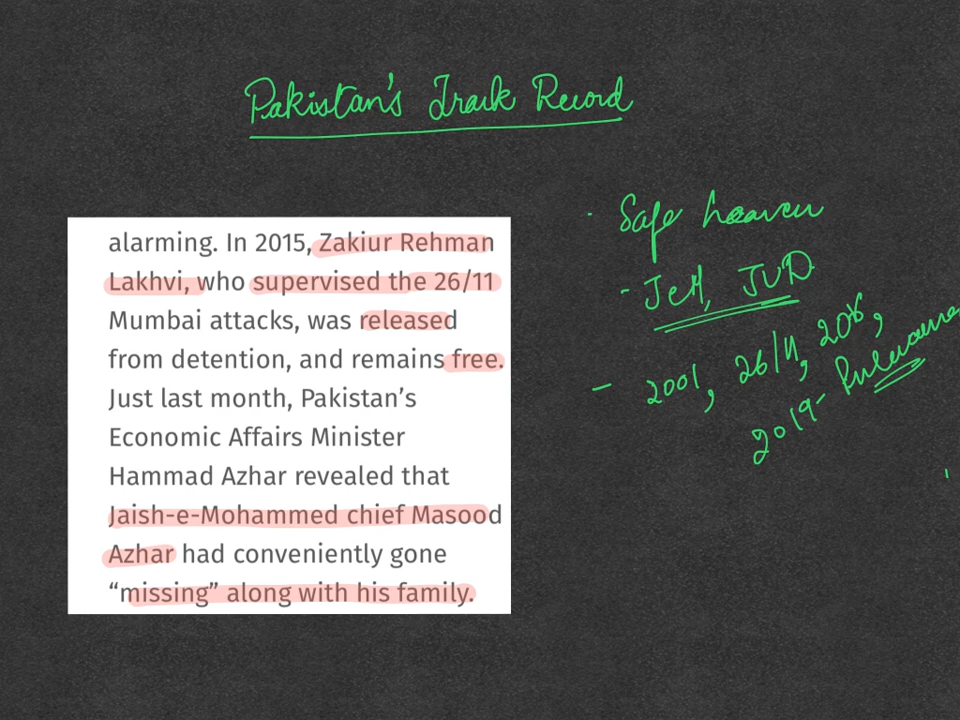 Pakistan's Track Record
alarming. In 2015, Zakiur Rehman
Lakhvi, who supervised the 26/11
Mumbai attacks, was released
from detention, and remains free.
Just last month, Pakistan’s
Economic Affairs Minister
Hammad Azhar revealed that
Jaish-e-Mohammed chief Masood
Azhar had conveniently gone
“missing” along with his family.
· Safe heaven
- JeM, JUD
- 2001, 26/11,
2019- Pulwama